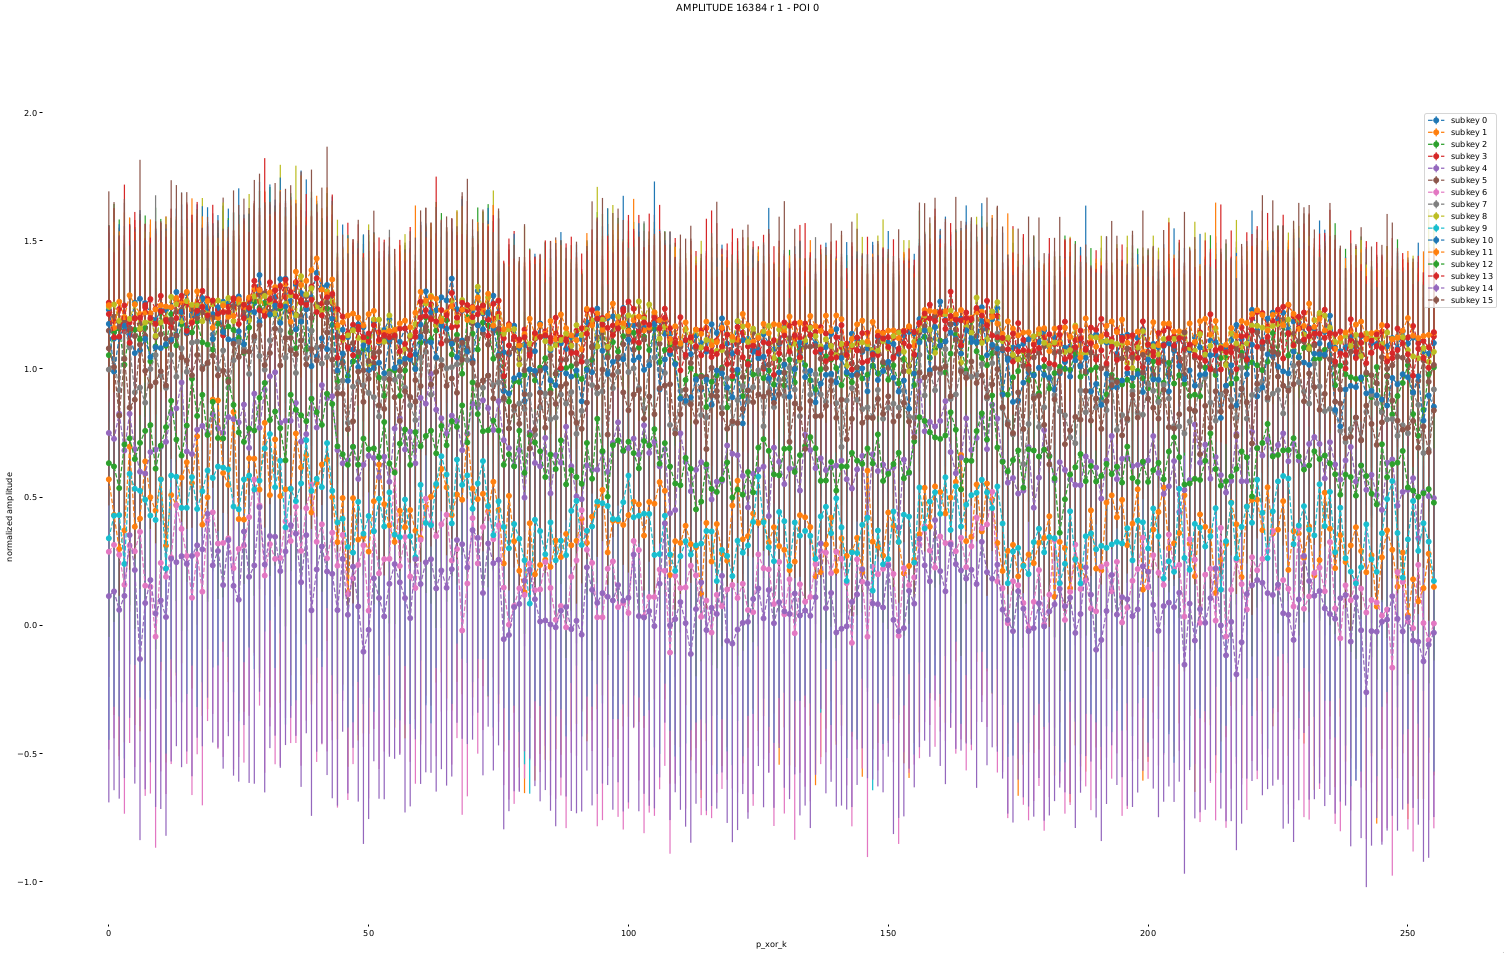 AMPLITUDE 16384 r 1 - POI 0
2.0
1.5
1.0
0.5
0.0
−0.5
−1.0
normalized amplitude
0
50
100
150
200
250
p_xor_k
subkey 0
subkey 1
subkey 2
subkey 3
subkey 4
subkey 5
subkey 6
subkey 7
subkey 8
subkey 9
subkey 10
subkey 11
subkey 12
subkey 13
subkey 14
subkey 15